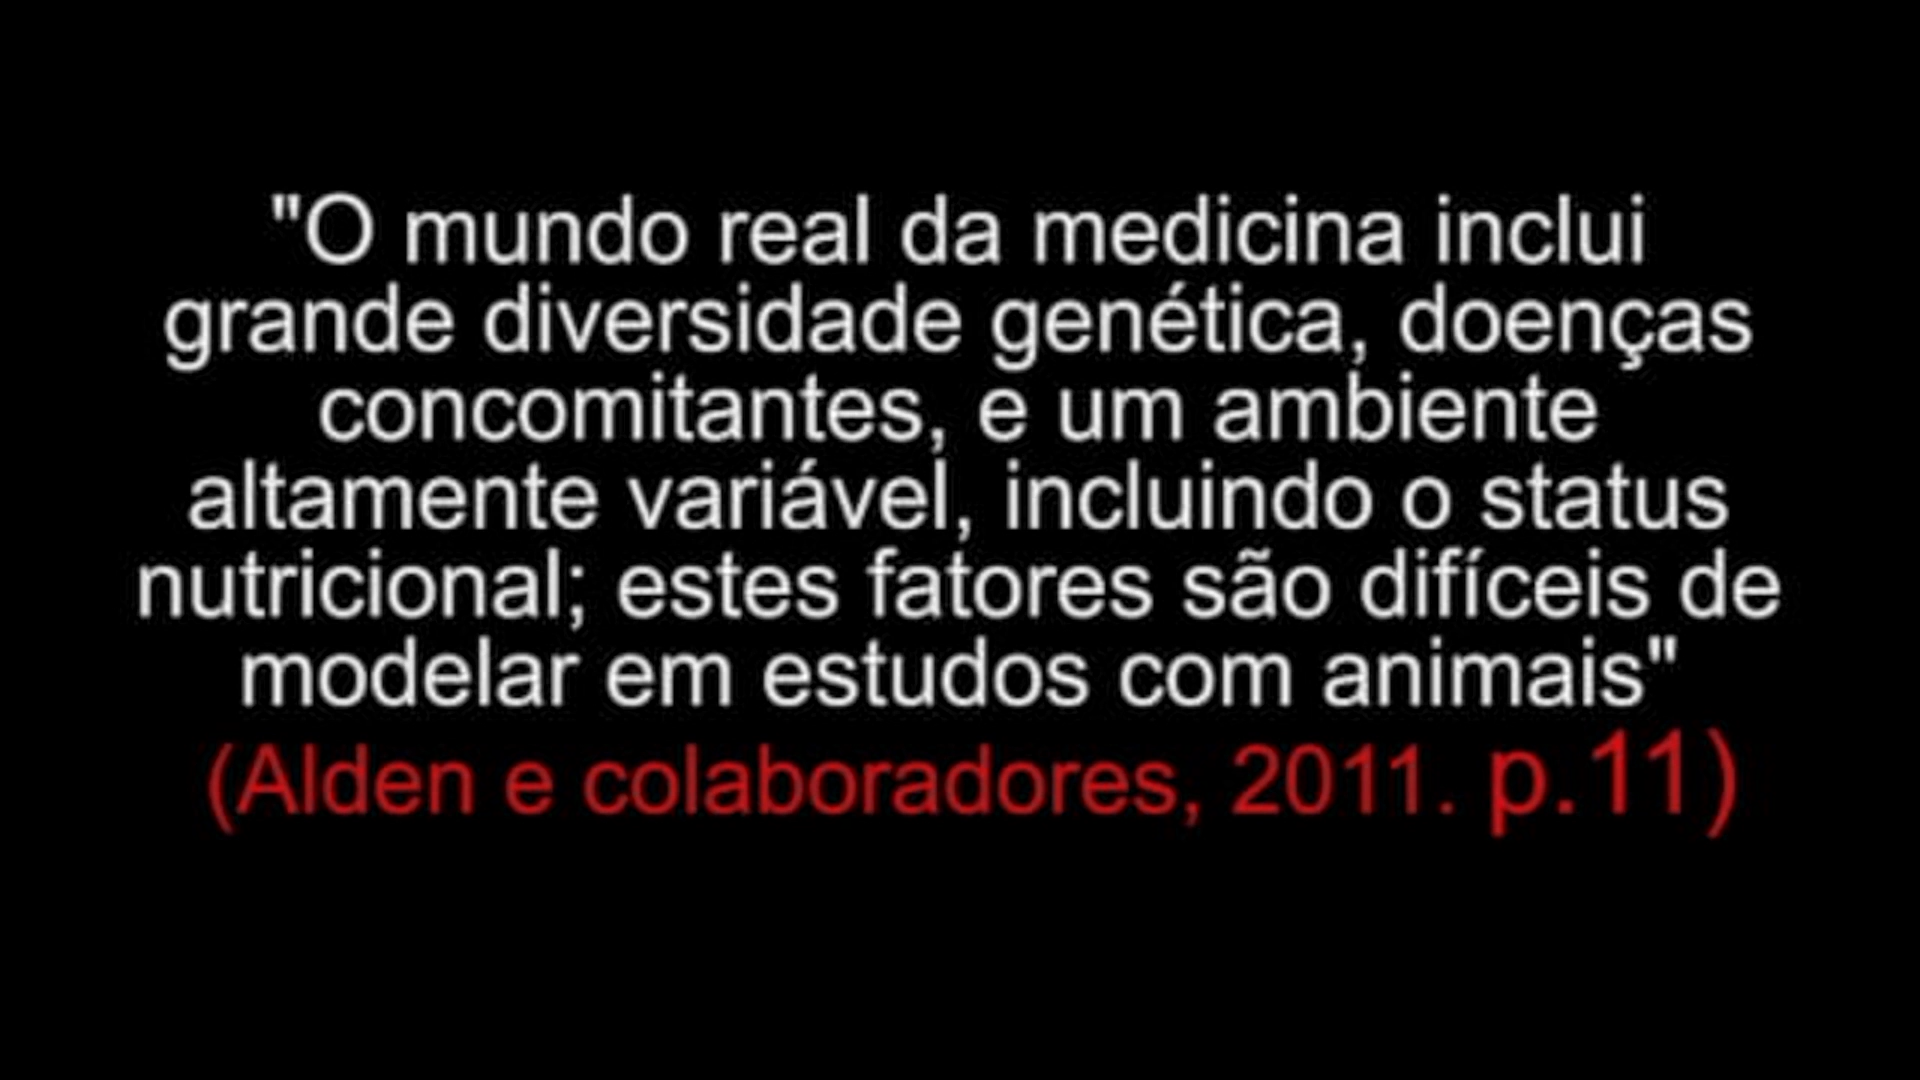 "O mundo real da medicina inclui
grande diversidade genética, doenças
concomitantes, e um ambiente
altamente variável, incluindo o status
nutricional; estes fatores são difíceis de
modelar em estudos com animais"
(Alden e colaboradores, 2011. p.11)